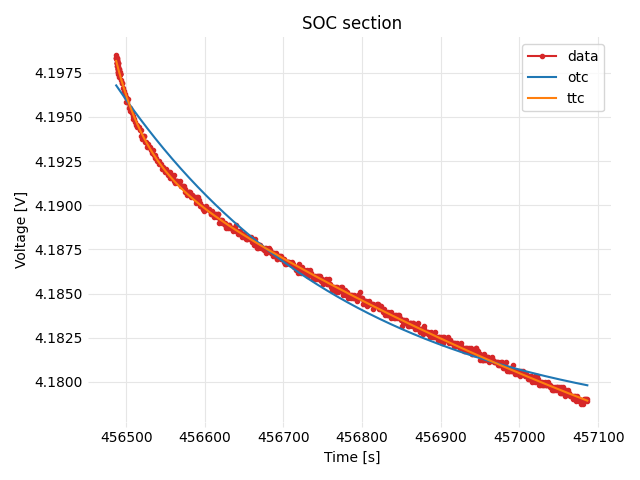 SOC section
data
otc
ttc
Voltage [V]
4.1975
4.1950
4.1925
4.1900
4.1875
4.1850
4.1825
4.1800
456500 456600 456700 456800 456900 457000 457100
Time [s]